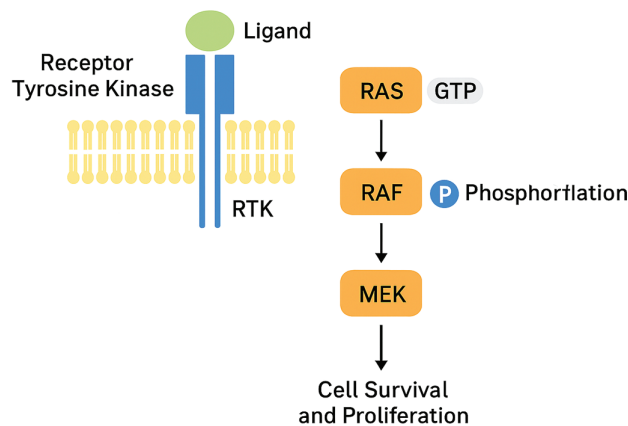 Ligand
Receptor
Tyrosine Kinase
RTK
RAS
GTP
RAF
P
Phosphortlation
MEK
Cell Survival
and Proliferation